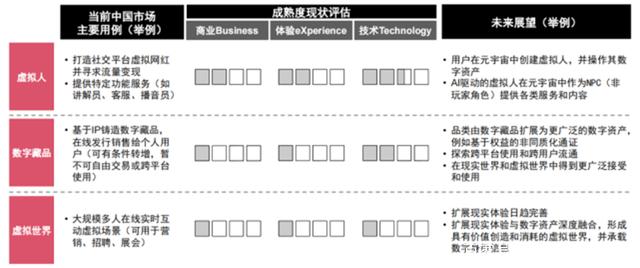 当前中国市场
主要用例（举例）
成熟度现状评估
商业Business
体验eXperience
技术Technology
未来展望（举例）
虚拟人
• 打造社交平台虚拟网红
并寻求流量变现
• 提供特定功能服务（如
讲解员、客服、播音员）
• 用户在元宇宙中创建虚拟人，并操作其数
字资产
• AI驱动的虚拟人在元宇宙中作为NPC（非
玩家角色）提供各类服务和内容
数字藏品
• 基于IP铸造数字藏品，
在线发行销售给个人用
户（可有条件转增，暂
不可自由交易或跨平台
使用）
• 品类由数字藏品扩展为更广泛的数字资产，
例如基于权益的非同质化通证
• 探索跨平台使用和跨用户流通
• 在现实世界和虚拟世界中得到更广泛接受
和使用
虚拟世界
• 大规模多人在线实时互
动虚拟场景（可用于营
销、招聘、展会）
• 扩展现实体验日趋完善
• 扩展现实体验与数字资产深度融合，形成
具有价值创造和消费的虚拟世界，并承载
数字